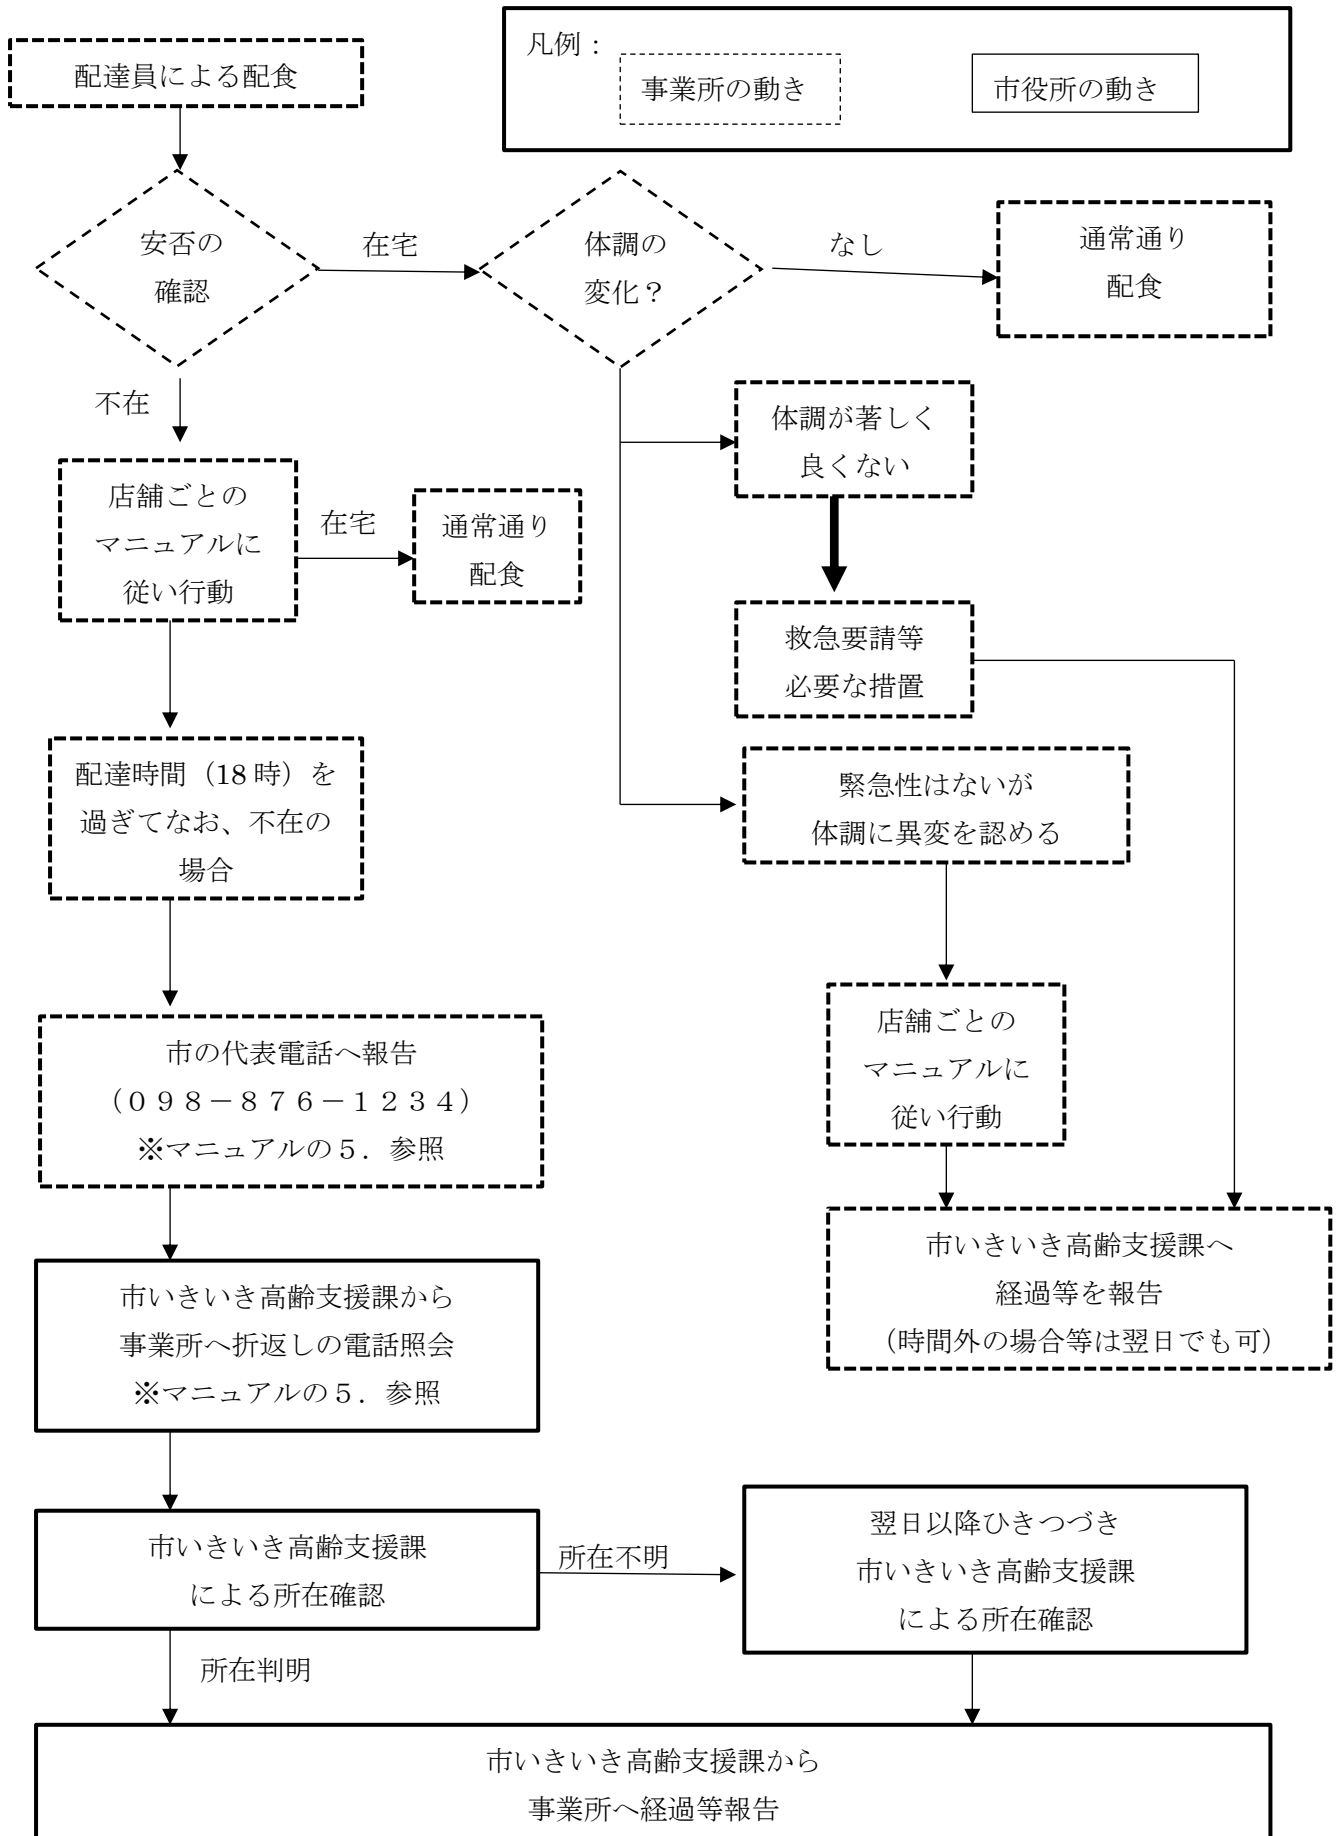 凡例：
事業所の動き
市役所の動き
配達員による配食
安否の
確認
在宅
体調の
変化？
なし
通常通り
配食
不在
店舗ごとの
マニュアルに
従い行動
在宅
通常通り
配食
体調が著しく
良くない
救急要請等
必要な措置
配達時間（18時）を
過ぎてなお、不在の
場合
緊急性はないが
体調に異変を認める
市の代表電話へ報告
（０９８－８７６－１２３４）
※マニュアルの５．参照
店舗ごとの
マニュアルに
従い行動
市いきいき高齢支援課へ
経過等を報告
（時間外の場合等は翌日でも可）
市いきいき高齢支援課から
事業所へ折返しの電話照会
※マニュアルの５．参照
市いきいき高齢支援課
による所在確認
所在不明
翌日以降ひきつづき
市いきいき高齢支援課
による所在確認
所在判明
市いきいき高齢支援課から
事業所へ経過等報告